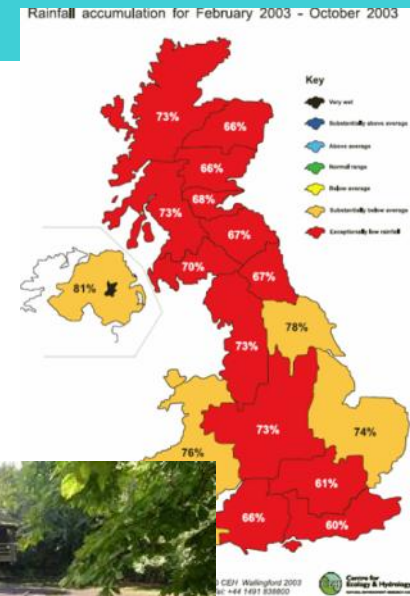 Rainfall accumulation for February 2003 - October 2003
Key
Very wet
Substantially above average
Above average
Normal range
Below average
Substantially below average
Exceptionally low rainfall
73%
66%
66%
68%
73%
67%
70%
67%
81%
78%
73%
74%
76%
73%
61%
66%
60%
CEH Wallingford 2003
+44 1491 838800
Centre for
Ecology & Hydrology